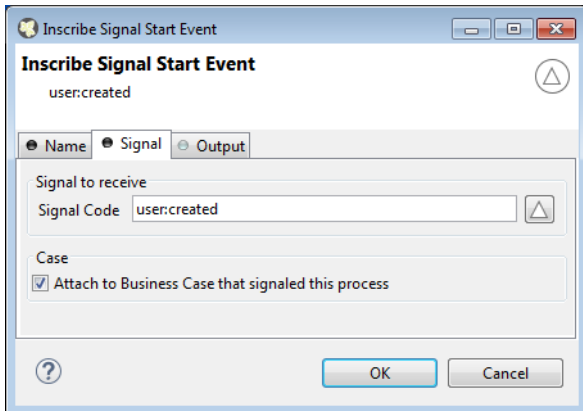 Inscribe Signal Start Event
Inscribe Signal Start Event
user:created
Name Signal Output
Signal to receive
Signal Code user:created
Case
Attach to Business Case that signaled this process
? OK Cancel